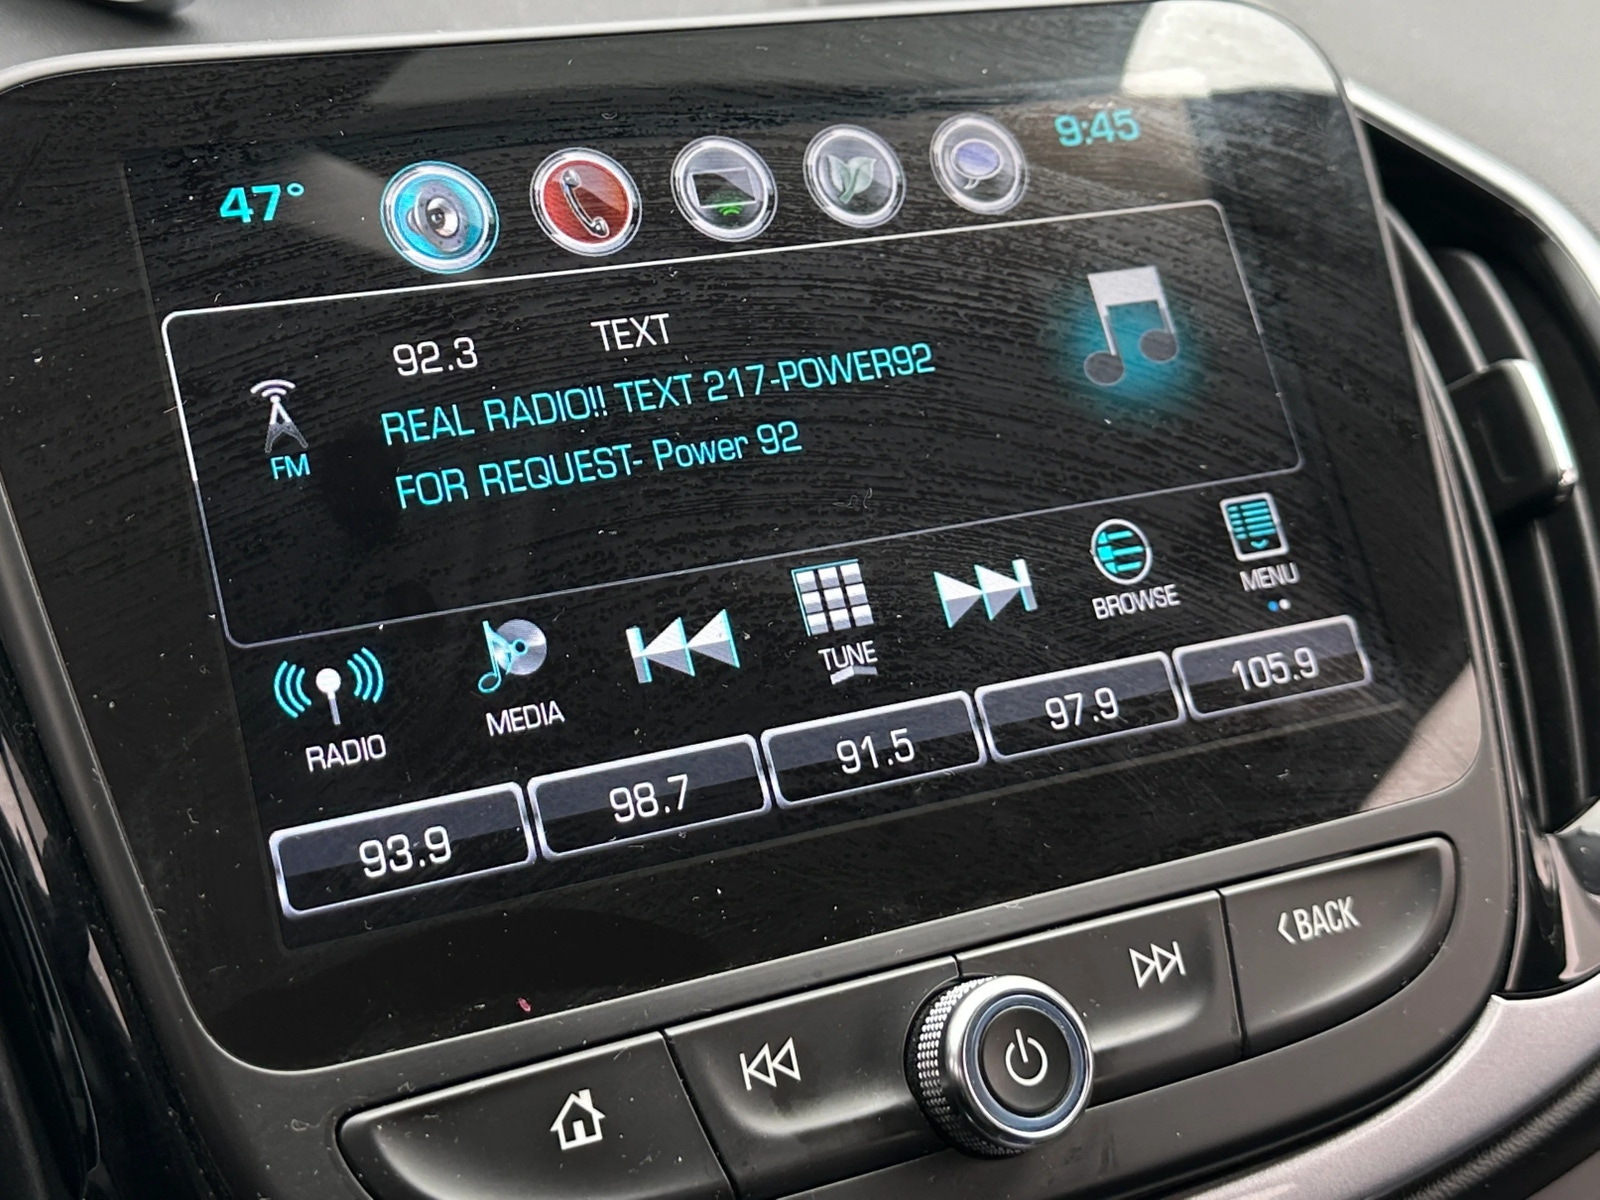 47° 9:45
92.3 TEXT
REAL RADIO!! TEXT 217-POWER92
FOR REQUEST- Power 92
FM
RADIO MEDIA TUNE BROWSE MENU
93.9 98.7 91.5 97.9 105.9
BACK